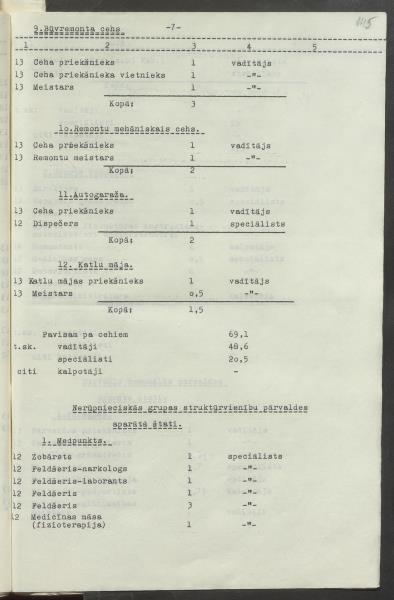 9.Būvremonta cehs -7- 115
1 2 3 4 5
13 Ceha priekšnieks 1 vadītājs
13 Ceha priekšnieka vietnieks 1 -"-
13 Meistars 1 -"-
Kopā: 3
10.Remontu mehāniskais cehs.
13 Ceha priekšnieks 1 vadītājs
13 Remontu meistars 1 -"-
Kopā: 2
11.Autogarāža.
13 Ceha priekšnieks 1 vadītājs
12 Dispečers 1 speciālists
Kopā: 2
12. Katlu māja.
13 Katlu mājas priekšnieks 1 vadītājs
13 Meistars 0,5 -"-
Kopā: 1,5
Pavisam pa cehiem 69,1
t.sk. vadītāji 48,6
speciālisti 20,5
citi kalpotāji -
Nerūpnieciskās grupas struktūrvienību pārvaldes
aparātā štati.
1. Medpunkts.
12 Zobārsts 1 speciālists
12 Feldšeris-narkologs 1 -"-
12 Feldšeris-laborants 1 -"-
12 Feldšeris 1 -"-
12 Feldšeris 3 -"-
12 Medicīnas māsa
(fizioterapija) 1 -"-